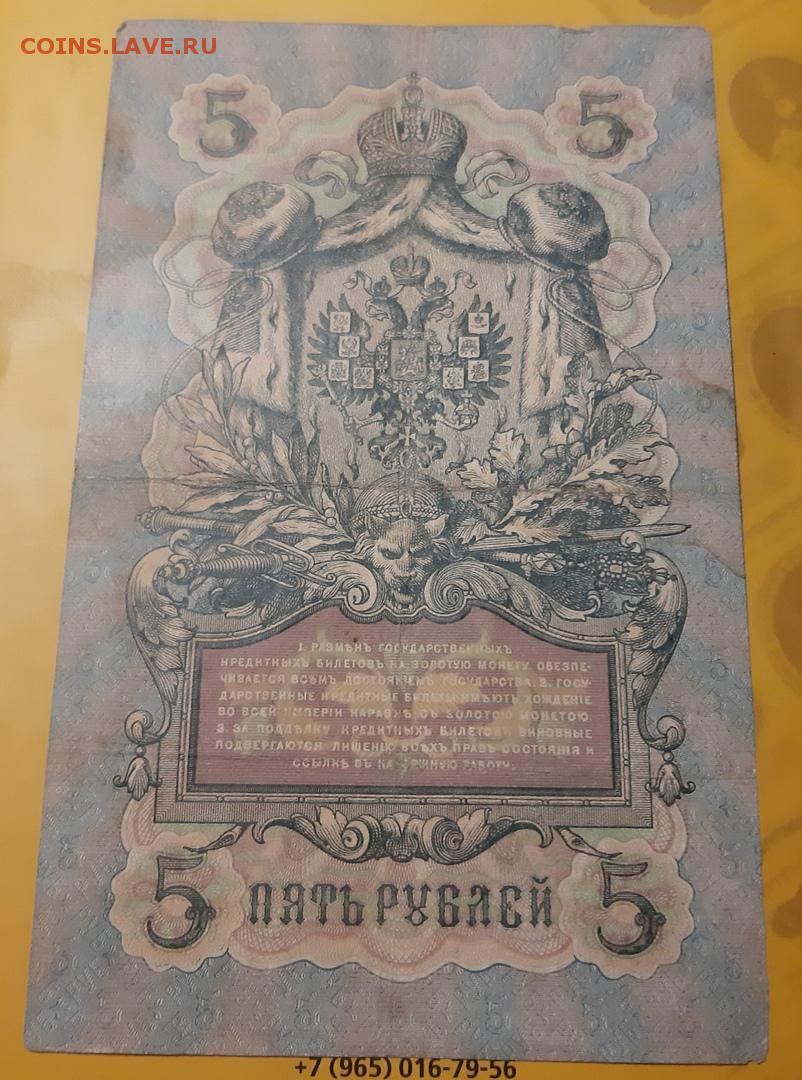 COINS.LAVE.RU
5 5
1. РАЗМѢНЪ ГОСУДАРСТВЕННЫХЪ
КРЕДИТНЫХЪ БИЛЕТОВЪ НА ЗОЛОТУЮ МОНЕТУ ОБЕЗПЕ-
ЧИВАЕТСЯ ВСѢМЪ ДОСТОЯНІЕМЪ ГОСУДАРСТВА. 2. ГОСУ-
ДАРСТВЕННЫЕ КРЕДИТНЫЕ БИЛЕТЫ ИМѢЮТЪ ХОЖДЕНІЕ
ВО ВСЕЙ ИМПЕРІИ НАРАВНѢ СЪ ЗОЛОТОЮ МОНЕТОЮ.
3. ЗА ПОДДѢЛКУ КРЕДИТНЫХЪ БИЛЕТОВЪ ВИНОВНЫЕ
ПОДВЕРГАЮТСЯ ЛИШЕНІЮ ВСѢХЪ ПРАВЪ СОСТОЯНІЯ И
ССЫЛКѢ ВЪ КАТОРЖНУЮ РАБОТУ.
5 ПЯТЬ РУБЛЕЙ 5
+7 (965) 016-79-56